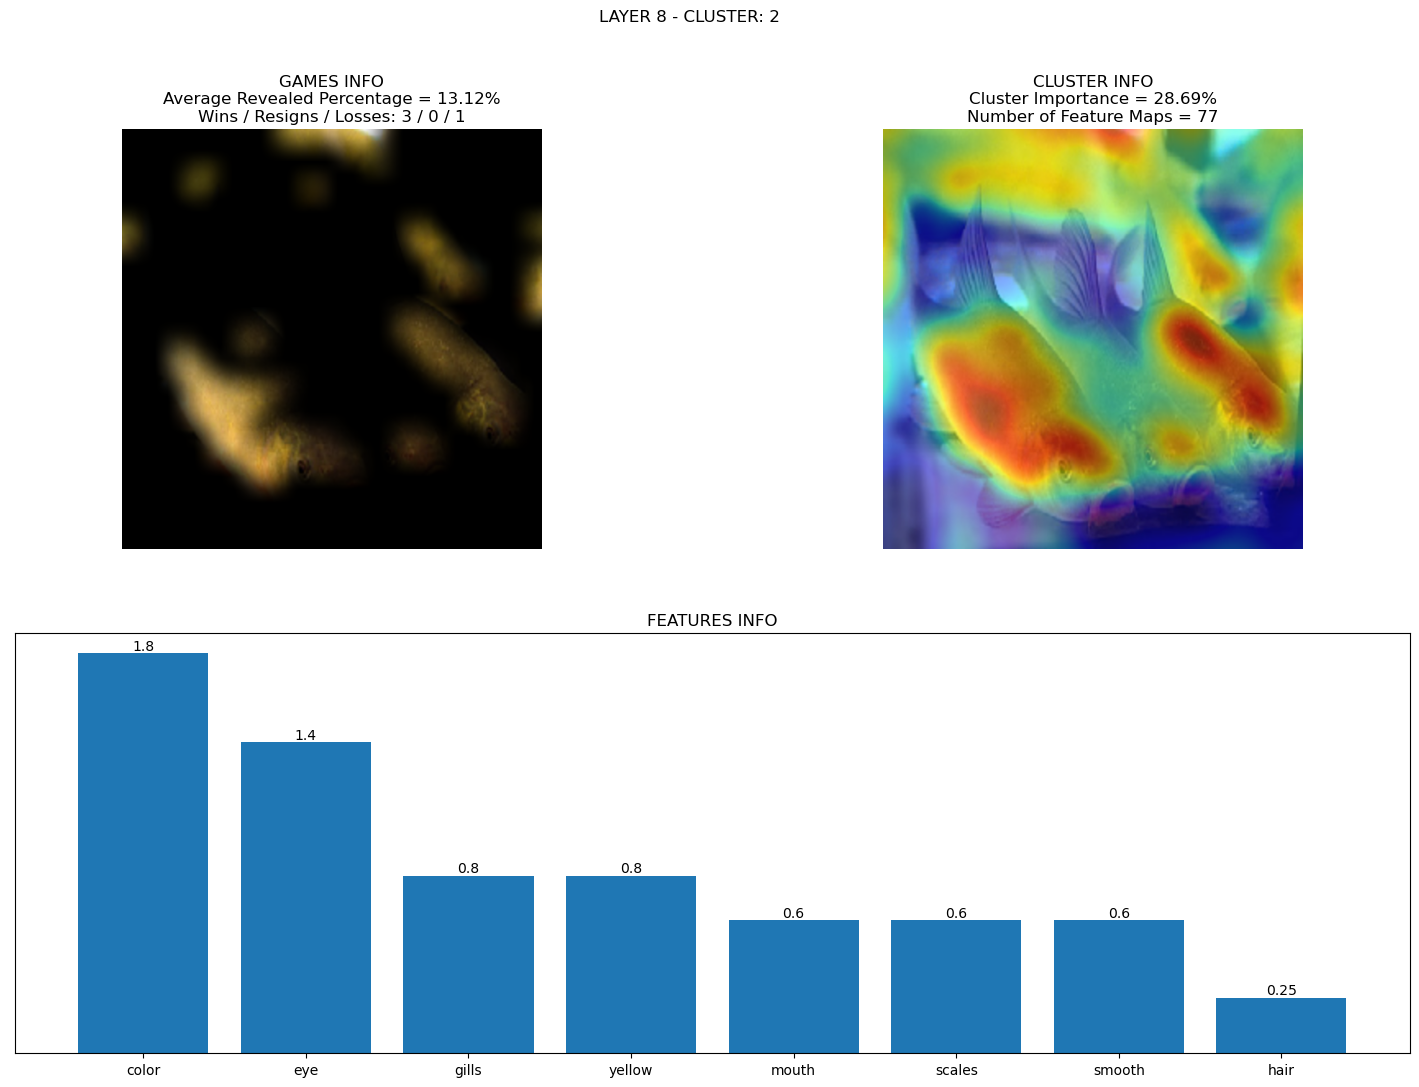 LAYER 8 - CLUSTER: 2
GAMES INFO
Average Revealed Percentage = 13.12%
Wins / Resigns / Losses: 3 / 0 / 1
CLUSTER INFO
Cluster Importance = 28.69%
Number of Feature Maps = 77
FEATURES INFO
1.8
1.4
0.8
0.8
0.6
0.6
0.6
0.25
color
eye
gills
yellow
mouth
scales
smooth
hair